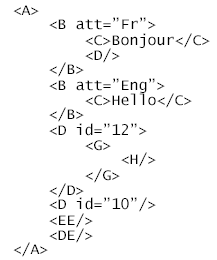 <A>
<B att=”Fr”>
<C>Bonjour</C>
<D/>
</B>
<B att=”Eng”>
<C>Hello</C>
</B>
<D id=”12”>
<G>
<H/>
</G>
</D>
<D id=”10”/>
<EE/>
<DE/>
</A>